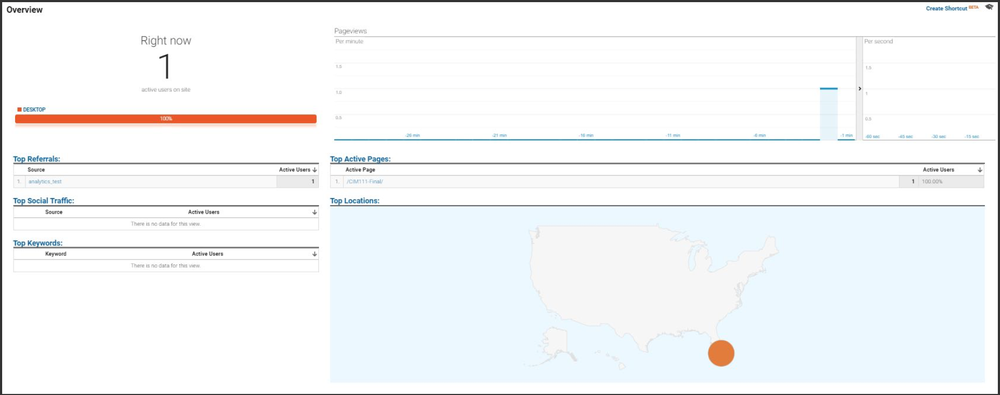 Overview
Create Shortcut BETA
Right now
1
active users on site
DESKTOP
100%
Pageviews
Per minute
1.5
1.0
0.5
-26 min -21 min -16 min -11 min -6 min -1 min
Per second
1.5
1
0.5
-60 sec -45 sec -30 sec -15 sec
Top Referrals:
Source Active Users
1. analytics_test 1
Top Social Traffic:
Source Active Users
There is no data for this view.
Top Keywords:
Keyword Active Users
There is no data for this view.
Top Active Pages:
Active Page Active Users
1. /CIM111-Final/ 1 100.00%
Top Locations: